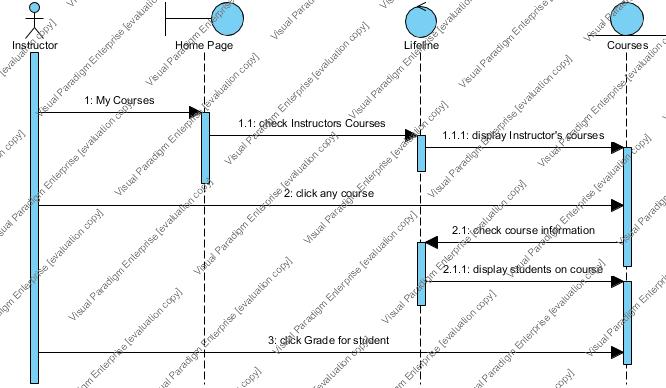 Instructor
Home Page
Lifeline
Courses
1: My Courses
1.1: check Instructors Courses
1.1.1: display Instructor's courses
2: click any course
2.1: check course information
2.1.1: display students on course
3: click Grade for student
Visual Paradigm Enterprise [evaluation copy]